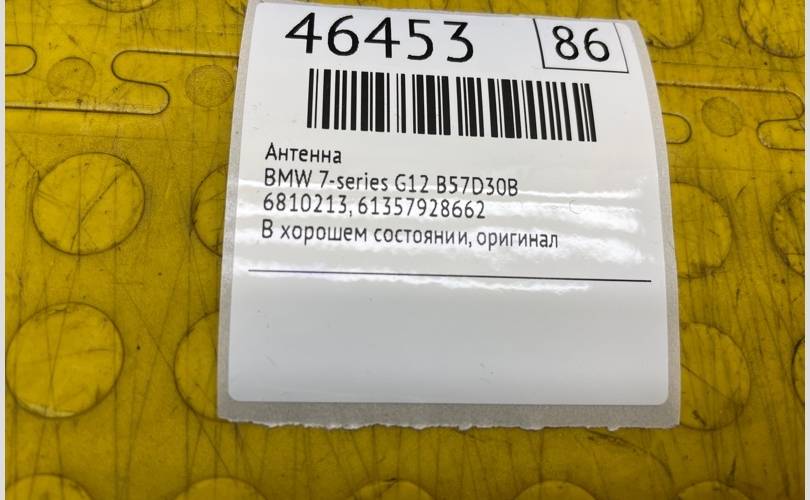 46453
86
Антенна
BMW 7-series G12 B57D30B
6810213, 61357928662
В хорошем состоянии, оригинал